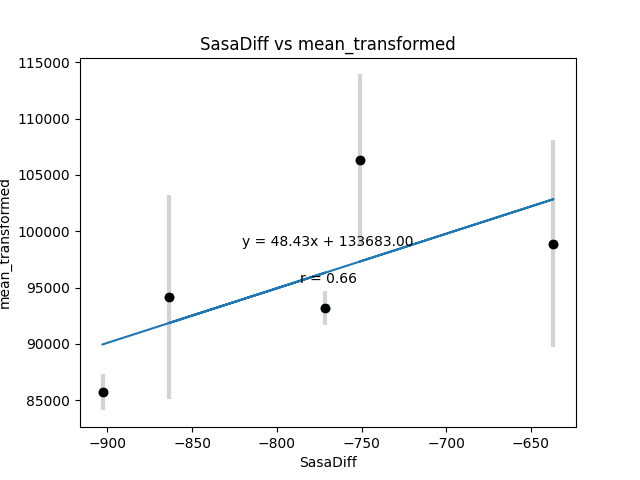 SasaDiff vs mean_transformed
115000
110000
105000
100000
95000
90000
85000
mean_transformed
y = 48.43x + 133683.00
r = 0.66
−900
−850
−800
−750
−700
−650
SasaDiff